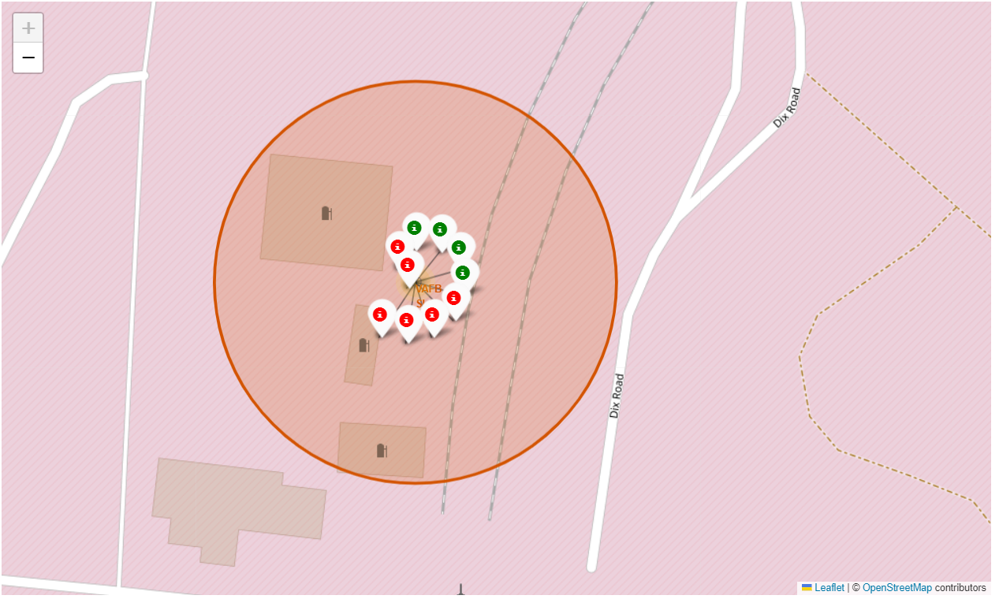 +
−
Dix Road
VAFB
Dix Road
Leaflet | © OpenStreetMap contributors